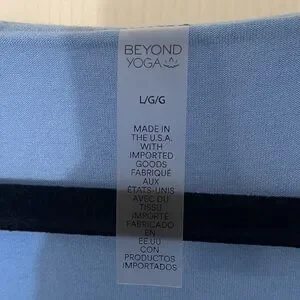 BEYOND
YOGA
L/G/G
MADE IN
THE U.S.A.
WITH
IMPORTED
GOODS
FABRIQUÉ
AUX
ÉTATS-UNIS
AVEC DU
TISSU
IMPORTÉ
FABRICADO
EN
EE.UU
CON
PRODUCTOS
IMPORTADOS